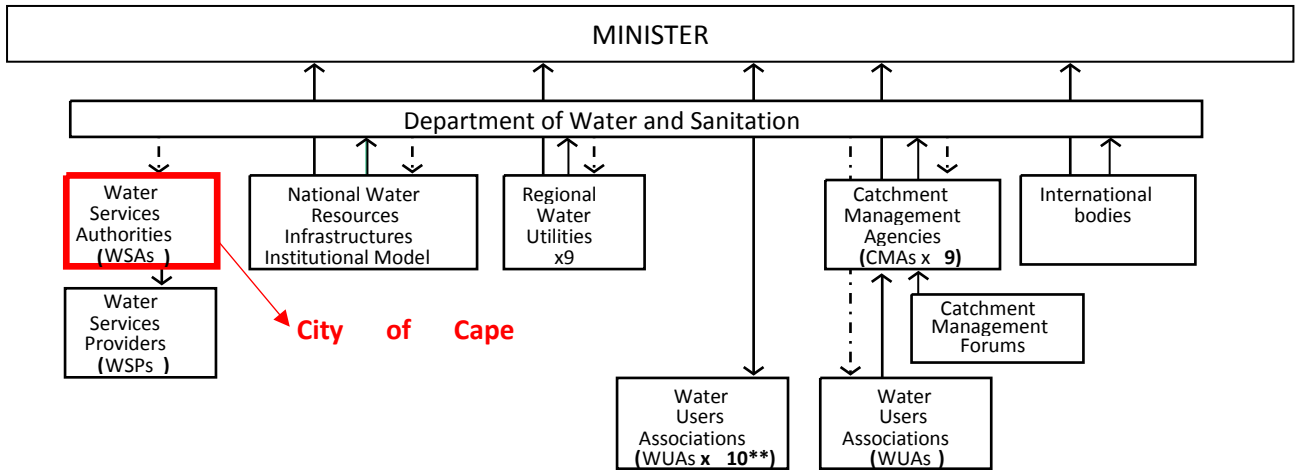 MINISTER
Department of Water and Sanitation
Water
Services
Authorities
(WSAs )
National Water
Resources
Infrastructures
Institutional Model
Regional
Water
Utilities
x9
Catchment
Management
Agencies
(CMAs x 9)
International
bodies
Water
Services
Providers
(WSPs )
City of Cape
Catchment
Management
Forums
Water
Users
Associations
(WUAs x 10**)
Water
Users
Associations
(WUAs )